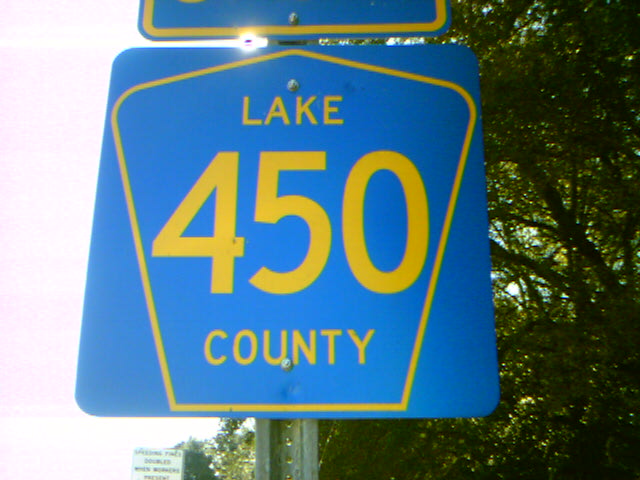 LAKE
450
COUNTY
SPEEDING FINES
DOUBLED
WHEN WORKERS
PRESENT